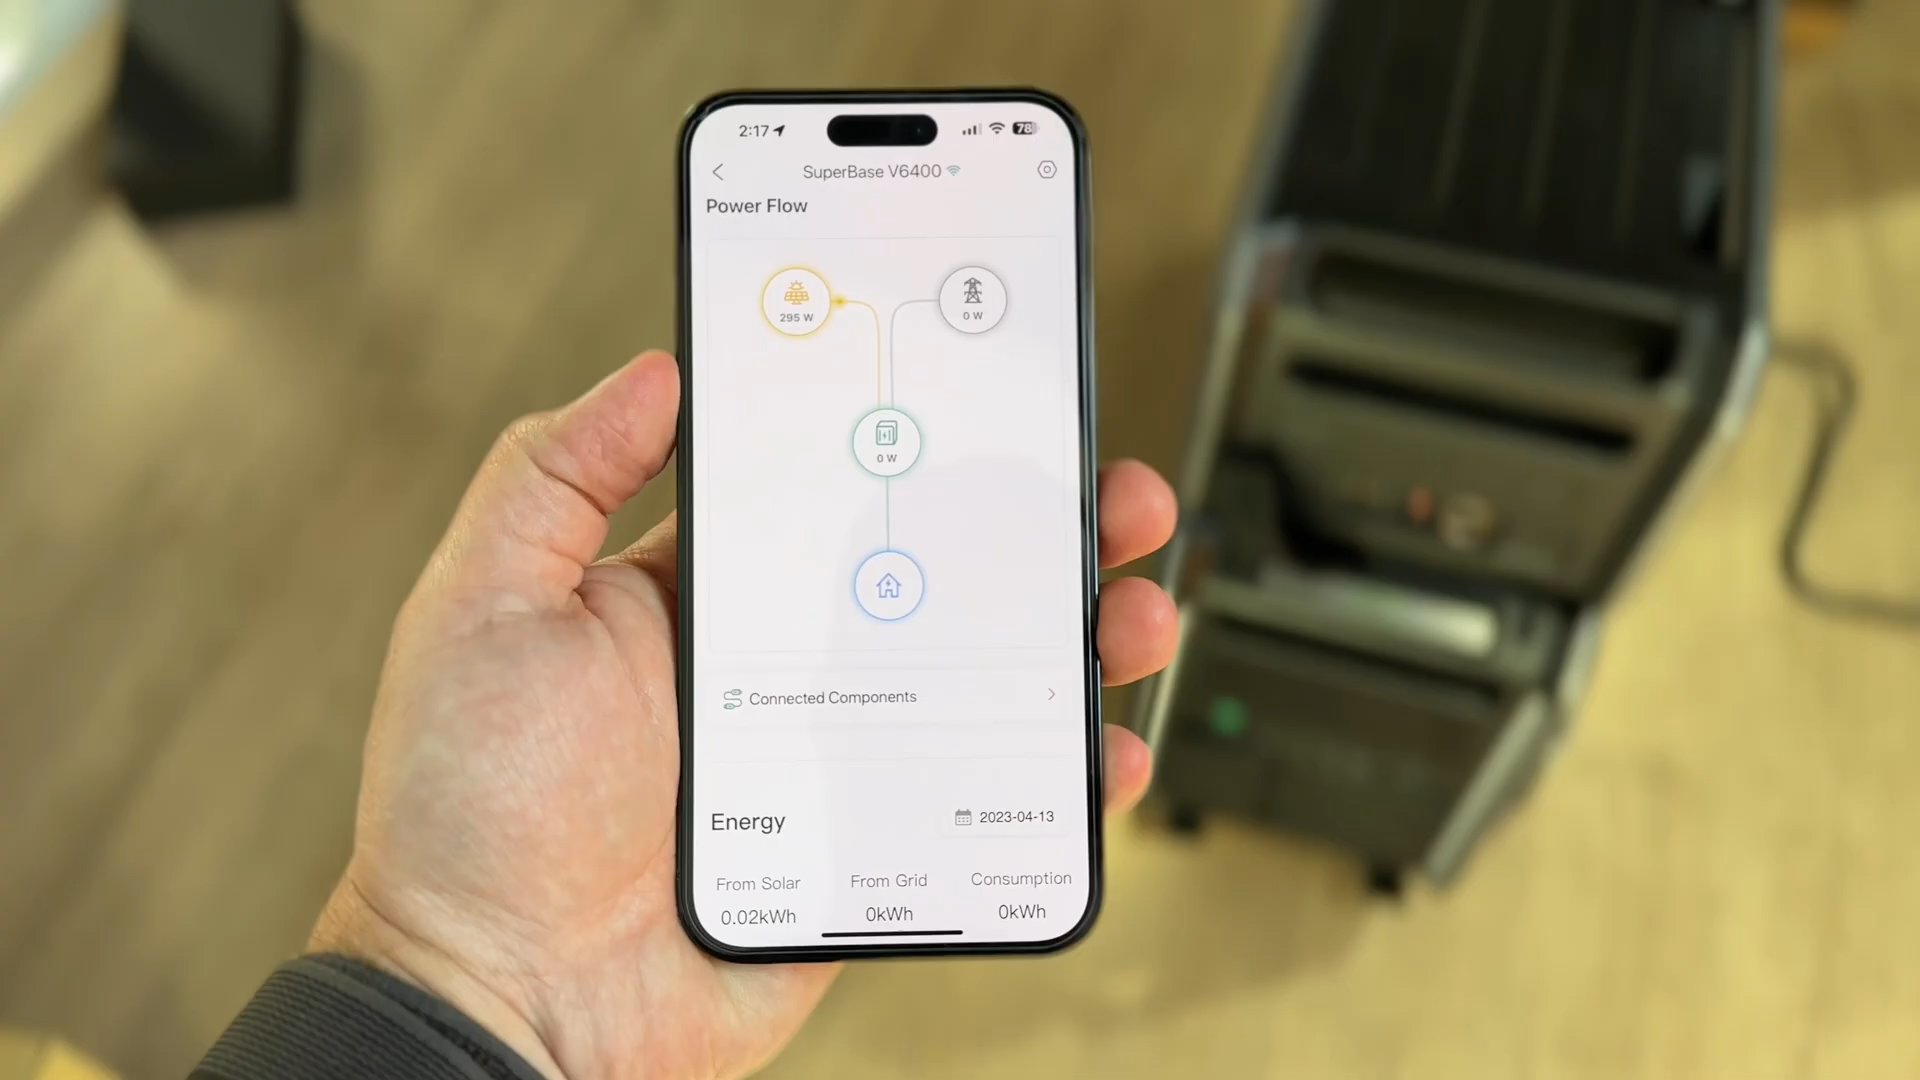 2:17
78
SuperBase V6400
Power Flow
295 W
0 W
0 W
Connected Components
Energy
2023-04-13
From Solar
From Grid
Consumption
0.02kWh
0kWh
0kWh